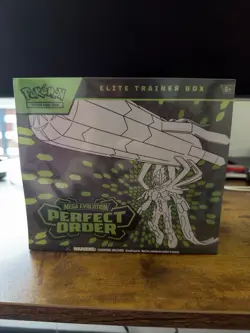 Pokémon
ELITE TRAINER BOX
6+
MEGA EVOLUTION
PERFECT
ORDER
WARNING: